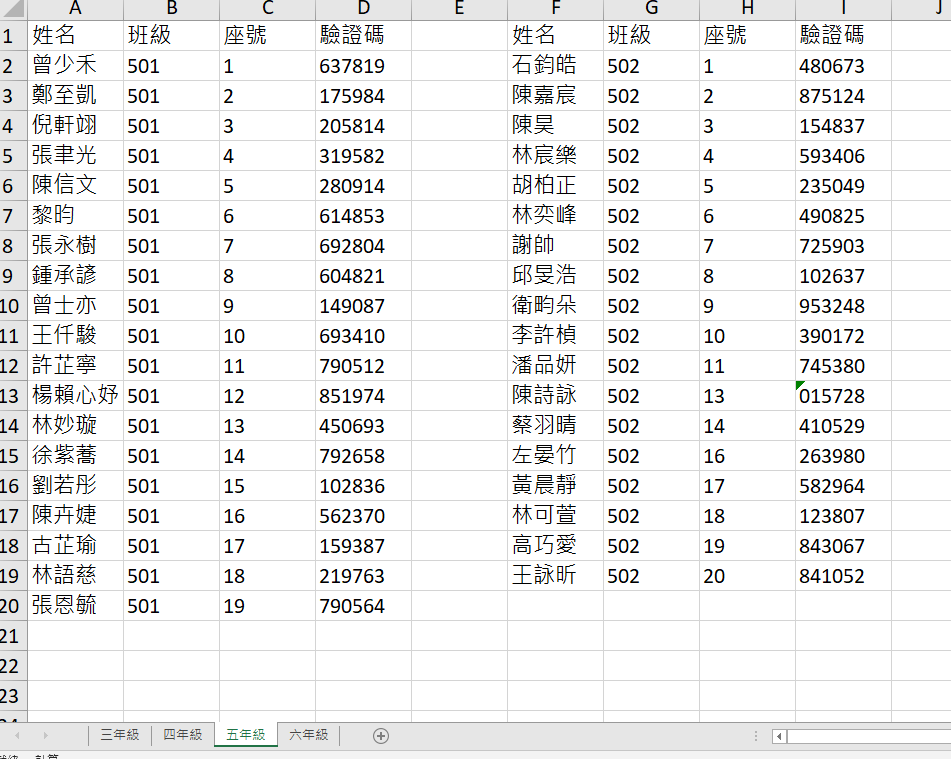 A B C D E F G H I J
1 姓名 班級 座號 驗證碼 姓名 班級 座號 驗證碼
2 曾少禾 501 1 637819 石鈞皓 502 1 480673
3 鄭至凱 501 2 175984 陳嘉宸 502 2 875124
4 倪軒翊 501 3 205814 陳昊 502 3 154837
5 張聿光 501 4 319582 林宸樂 502 4 593406
6 陳信文 501 5 280914 胡柏正 502 5 235049
7 黎昀 501 6 614853 林奕峰 502 6 490825
8 張永樹 501 7 692804 謝帥 502 7 725903
9 鍾承諺 501 8 604821 邱旻浩 502 8 102637
10 曾士亦 501 9 149087 衛畇朵 502 9 953248
11 王仟駿 501 10 693410 李許楨 502 10 390172
12 許芷寧 501 11 790512 潘品妍 502 11 745380
13 楊賴心妤 501 12 851974 陳詩詠 502 13 015728
14 林妙璇 501 13 450693 蔡羽晴 502 14 410529
15 徐紫蕎 501 14 792658 左晏竹 502 16 263980
16 劉若彤 501 15 102836 黃晨靜 502 17 582964
17 陳卉婕 501 16 562370 林可萱 502 18 123807
18 古芷瑜 501 17 159387 高巧愛 502 19 843067
19 林語慈 501 18 219763 王詠昕 502 20 841052
20 張恩毓 501 19 790564
21
22
23
三年級 四年級 五年級 六年級